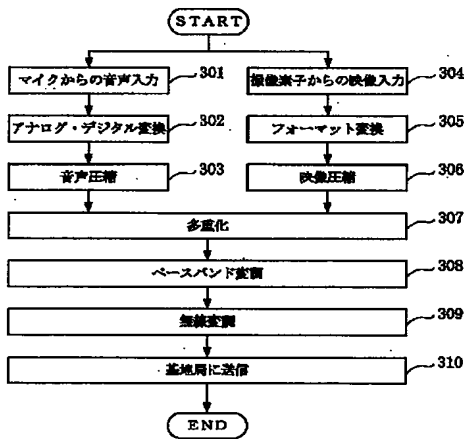 START
マイクからの音声入力 301
撮像素子からの映像入力 304
アナログ・デジタル変換 302
フォーマット変換 305
音声圧縮 303
映像圧縮 306
多重化 307
ベースバンド変調 308
無線変調 309
基地局に送信 310
END